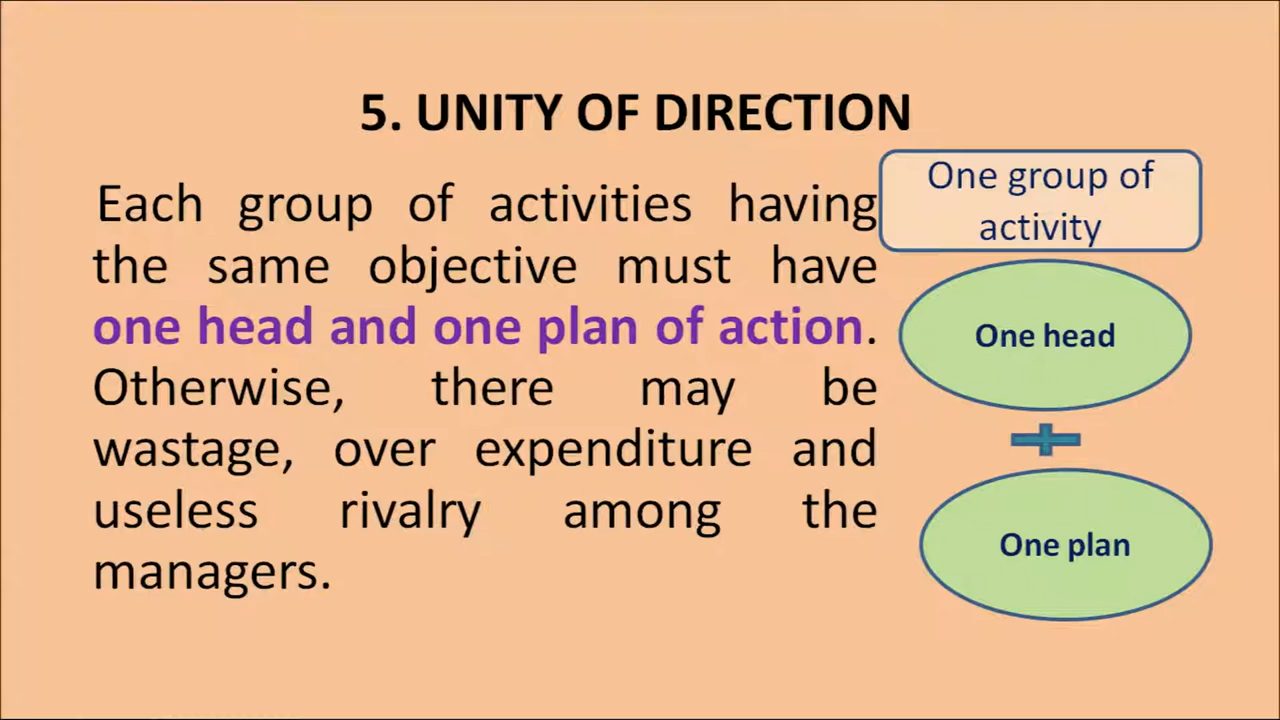 5. UNITY OF DIRECTION
Each group of activities having
the same objective must have
one head and one plan of action.
Otherwise, there may be
wastage, over expenditure and
useless rivalry among the
managers.
One group of
activity
One head
One plan